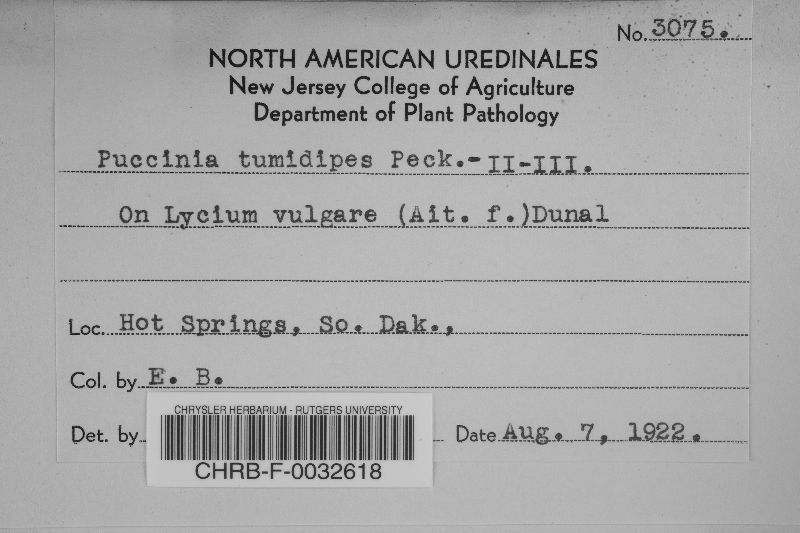 No. 3075.
NORTH AMERICAN UREDINALES
New Jersey College of Agriculture
Department of Plant Pathology
Puccinia tumidipes Peck.-II-III.
On Lycium vulgare (Ait. f.)Dunal
Loc. Hot Springs, So. Dak.,
Col. by E. B.
Det. by Date Aug. 7, 1922.
CHRYSLER HERBARIUM - RUTGERS UNIVERSITY
CHRB-F-0032618